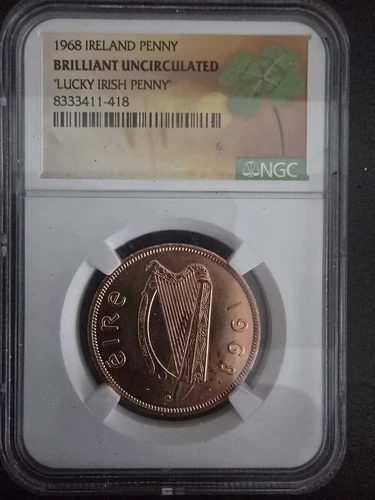 1968 IRELAND PENNY
BRILLIANT UNCIRCULATED
"LUCKY IRISH PENNY"
8333411-418
NGC
éIRe
1968